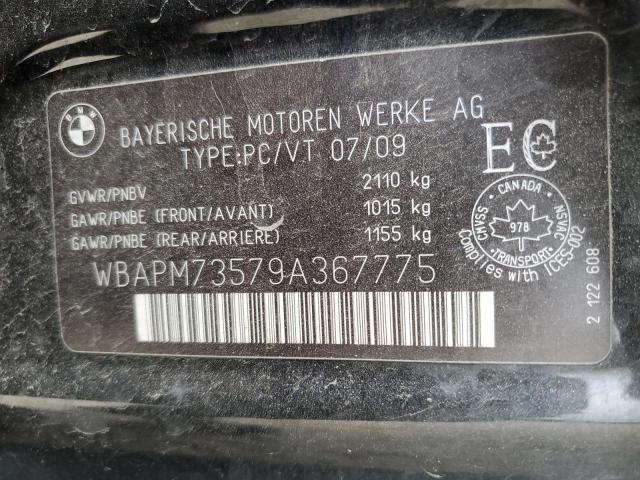 BMW
BAYERISCHE MOTOREN WERKE AG
TYPE:PC/VT 07/09
EC
GVWR/PNBV 2110 kg
GAWR/PNBE (FRONT/AVANT) 1015 kg
GAWR/PNBE (REAR/ARRIERE) 1155 kg
WBAPM73579A367775
CANADA
CMVSS
978
NSVAC
TRANSPORT
Complies with ICES-002
2 122 608